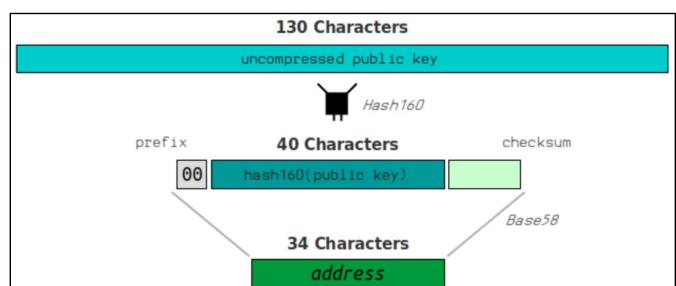 130 Characters
uncompressed public key
Hash160
prefix 40 Characters checksum
00 hash160(public key)
Base58
34 Characters
address